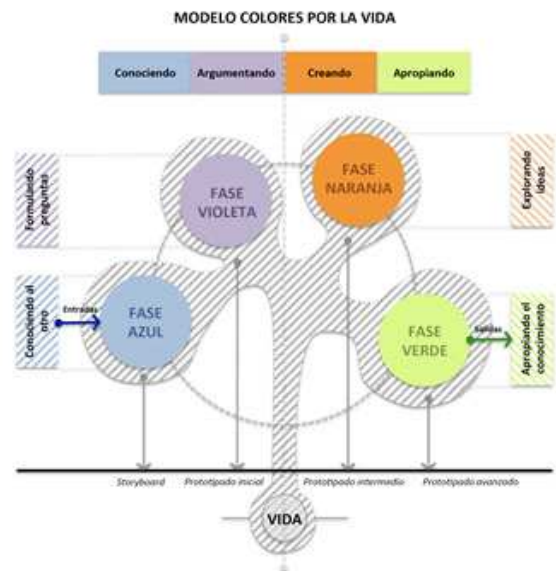 MODELO COLORES POR LA VIDA
Conociendo
Argumentando
Creando
Apropiando
Formulando
preguntas
FASE
VIOLETA
FASE
NARANJA
Explorando
ideas
Conociendo al
otro
Entradas
FASE
AZUL
FASE
VERDE
Salidas
Apropiando el
conocimiento
Storyboard
Prototipado inicial
Prototipado intermedio
Prototipado avanzado
VIDA